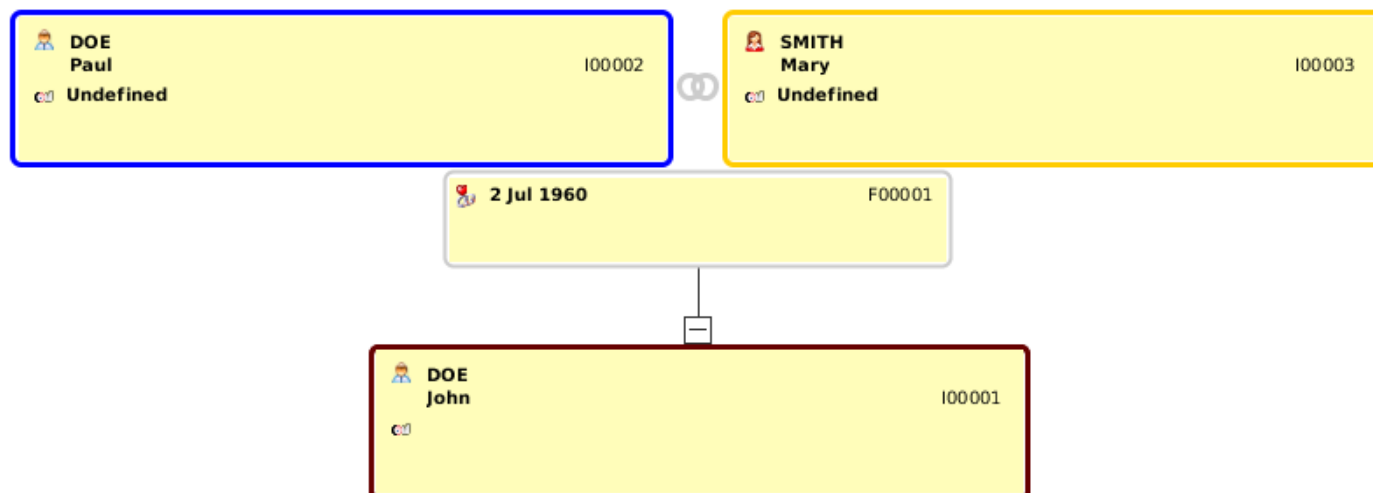 DOE
Paul I00002
Undefined
SMITH
Mary I00003
Undefined
2 Jul 1960 F00001
DOE
John I00001